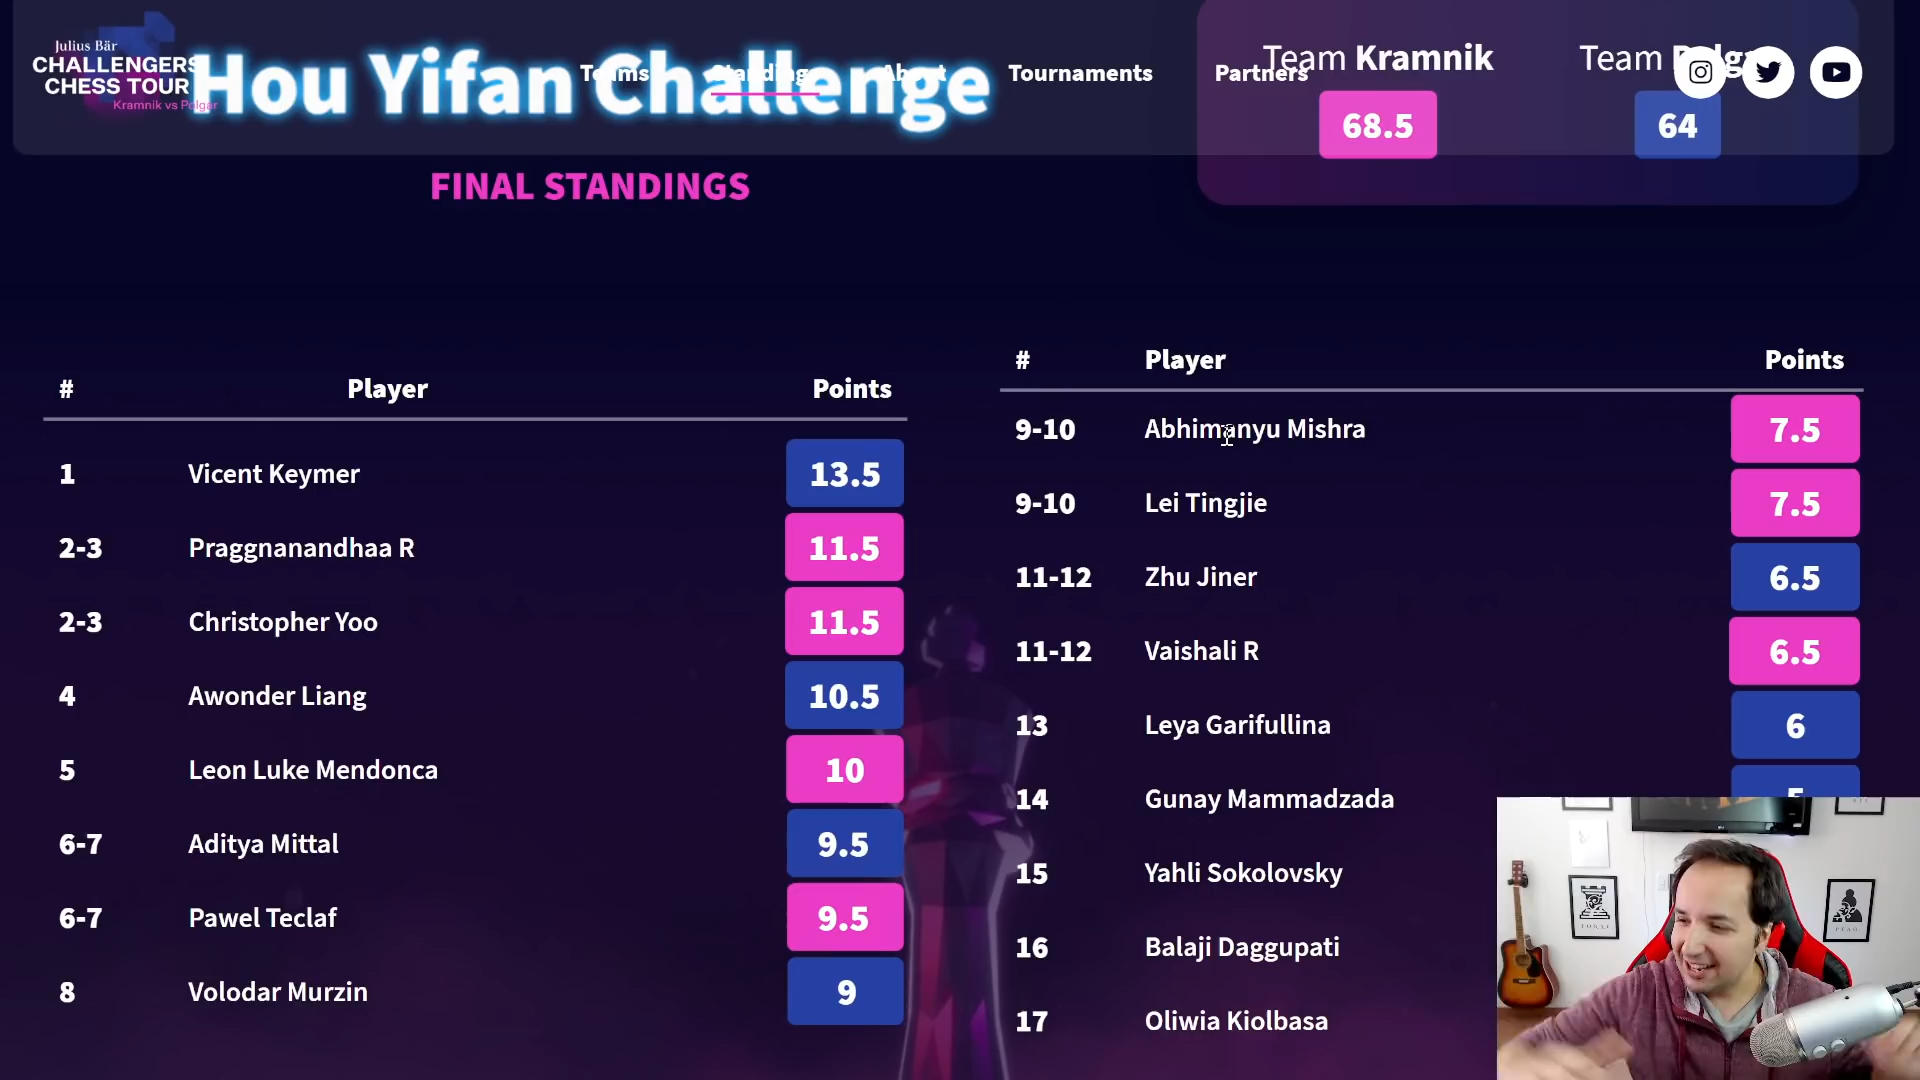 Julius Bär
CHALLENGERS
CHESS TOUR
Kramnik vs Polgar
Hou Yifan Challenge
Teams
Standing
About
Tournaments
Partners
Team Kramnik
68.5
Team
64
FINAL STANDINGS
# Player Points
1 Vicent Keymer 13.5
2-3 Praggnanandhaa R 11.5
2-3 Christopher Yoo 11.5
4 Awonder Liang 10.5
5 Leon Luke Mendonca 10
6-7 Aditya Mittal 9.5
6-7 Pawel Teclaf 9.5
8 Volodar Murzin 9
# Player Points
9-10 Abhimanyu Mishra 7.5
9-10 Lei Tingjie 7.5
11-12 Zhu Jiner 6.5
11-12 Vaishali R 6.5
13 Leya Garifullina 6
14 Gunay Mammadzada
15 Yahli Sokolovsky
16 Balaji Daggupati
17 Oliwia Kiolbasa